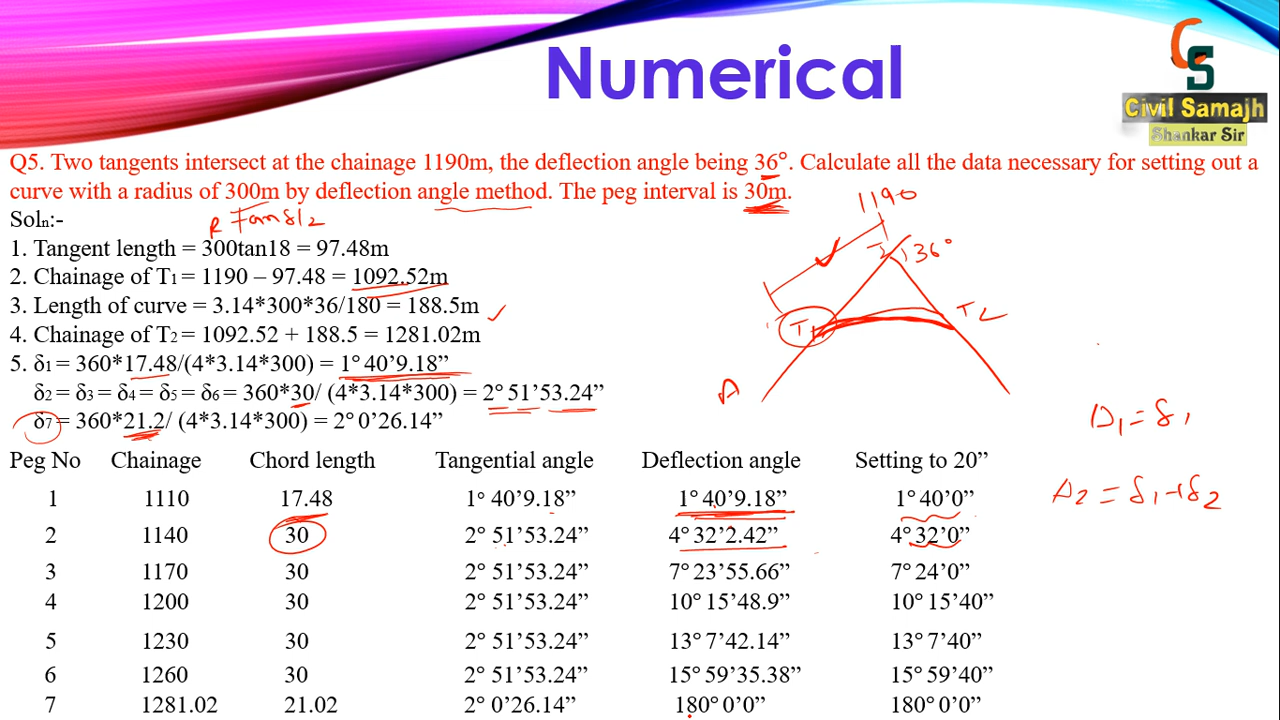 Numerical
CS
Civil Samajh
Shankar Sir
Q5. Two tangents intersect at the chainage 1190m, the deflection angle being 36°. Calculate all the data necessary for setting out a
curve with a radius of 300m by deflection angle method. The peg interval is 30m.
Soln:-
R Tan δ/2
1. Tangent length = 300tan18 = 97.48m
2. Chainage of T₁ = 1190 – 97.48 = 1092.52m
3. Length of curve = 3.14*300*36/180 = 188.5m
4. Chainage of T₂ = 1092.52 + 188.5 = 1281.02m
5. δ₁ = 360*17.48/(4*3.14*300) = 1° 40’9.18”
δ₂ = δ₃ = δ₄ = δ₅ = δ₆ = 360*30/ (4*3.14*300) = 2° 51’53.24”
δ₇ = 360*21.2/ (4*3.14*300) = 2° 0’26.14”
1190
36°
T₁
T₂
A
D₁ = δ₁
Δ₂ = δ₁+δ₂
Peg No Chainage Chord length Tangential angle Deflection angle Setting to 20”
1 1110 17.48 1° 40’9.18” 1° 40’9.18” 1° 40’0”
2 1140 30 2° 51’53.24” 4° 32’2.42” 4° 32’0”
3 1170 30 2° 51’53.24” 7° 23’55.66” 7° 24’0”
4 1200 30 2° 51’53.24” 10° 15’48.9” 10° 15’40”
5 1230 30 2° 51’53.24” 13° 7’42.14” 13° 7’40”
6 1260 30 2° 51’53.24” 15° 59’35.38” 15° 59’40”
7 1281.02 21.02 2° 0’26.14” 180° 0’0” 180° 0’0”